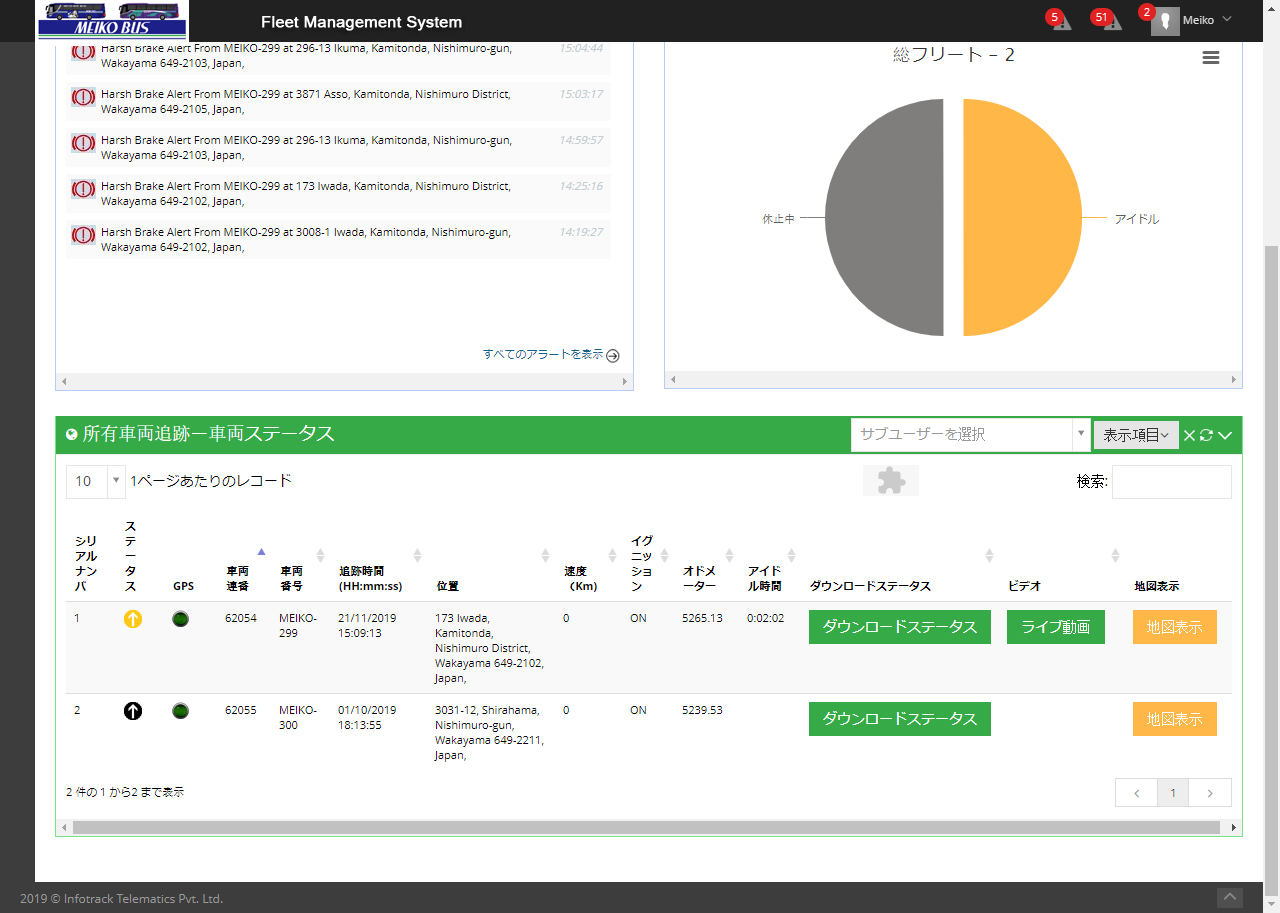 MEIKO BUS
Fleet Management System
5
51
2
Meiko
Harsh Brake Alert From MEIKO-299 at 296-13 Ikuma, Kamitonda, Nishimuro-gun,
Wakayama 649-2103, Japan,
15:04:44
Harsh Brake Alert From MEIKO-299 at 3871 Asso, Kamitonda, Nishimuro District,
Wakayama 649-2105, Japan,
15:03:17
Harsh Brake Alert From MEIKO-299 at 296-13 Ikuma, Kamitonda, Nishimuro-gun,
Wakayama 649-2103, Japan,
14:59:57
Harsh Brake Alert From MEIKO-299 at 173 Iwada, Kamitonda, Nishimuro District,
Wakayama 649-2102, Japan,
14:25:16
Harsh Brake Alert From MEIKO-299 at 3008-1 Iwada, Kamitonda, Nishimuro-gun,
Wakayama 649-2102, Japan,
14:19:27
すべてのアラートを表示
総フリート – 2
休止中
アイドル
所有車両追跡ー車両ステータス
サブユーザーを選択
表示項目
10
1ページあたりのレコード
検索:
シリ
アル
ナン
バ
ス
テ
ー
タ
ス
GPS
車両
連番
車両
番号
追跡時間
(HH:mm:ss)
位置
速度
（Km)
イグ
ニッ
ショ
ン
オドメ
ーター
アイド
ル時間
ダウンロードステータス
ビデオ
地図表示
1
62054
MEIKO-
299
21/11/2019
15:09:13
173 Iwada,
Kamitonda,
Nishimuro District,
Wakayama 649-2102,
Japan,
0
ON
5265.13
0:02:02
ダウンロードステータス
ライブ動画
地図表示
2
62055
MEIKO-
300
01/10/2019
18:13:55
3031-12, Shirahama,
Nishimuro-gun,
Wakayama 649-2211,
Japan,
0
ON
5239.53
ダウンロードステータス
地図表示
2 件の 1 から2 まで表示
1
2019 © Infotrack Telematics Pvt. Ltd.